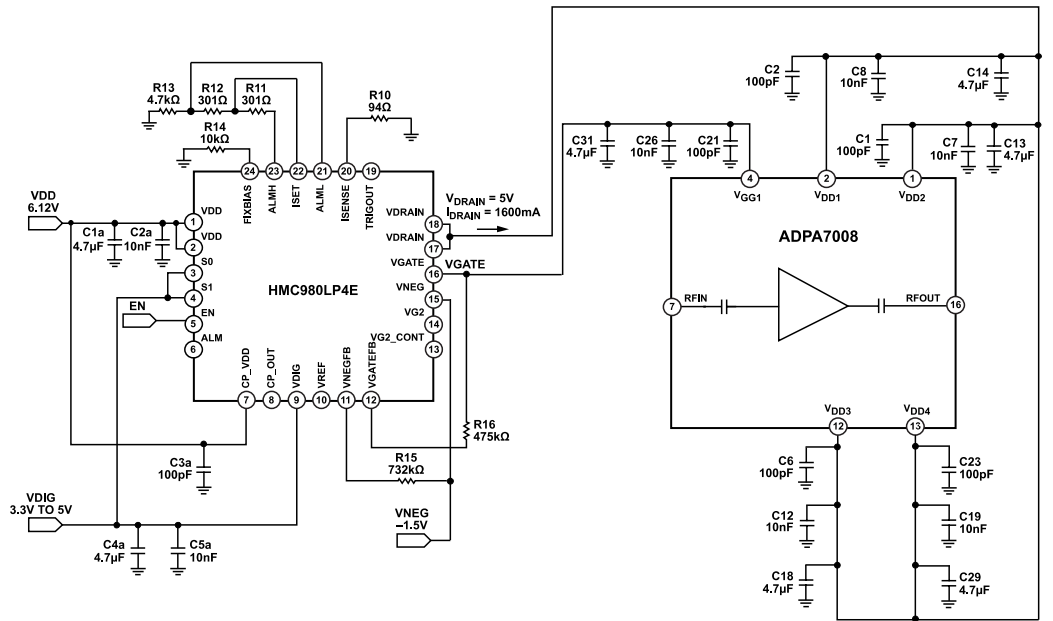 C2
100pF
C8
10nF
C14
4.7µF
R13
4.7kΩ
R12
301Ω
R11
301Ω
R10
94Ω
R14
10kΩ
C31
4.7µF
C26
10nF
C21
100pF
C1
100pF
C7
10nF
C13
4.7µF
24
23
22
21
20
19
FIXBIAS
ALMH
ISET
ALML
ISENSE
TRIGOUT
4
2
1
VGG1
VDD1
VDD2
VDD
6.12V
C1a
4.7µF
C2a
10nF
1
VDD
2
VDD
3
S0
4
S1
5
EN
6
ALM
EN
HMC980LP4E
VDRAIN = 5V
IDRAIN = 1600mA
18
VDRAIN
17
VDRAIN
16
VGATE
VGATE
15
VNEG
14
VG2
13
VG2_CONT
ADPA7008
7
RFIN
RFOUT
16
CP_VDD
CP_OUT
VDIG
VREF
VNEGFB
VGATEFB
7
8
9
10
11
12
R16
475kΩ
R15
732kΩ
C3a
100pF
VDIG
3.3V TO 5V
C4a
4.7µF
C5a
10nF
VNEG
–1.5V
VDD3
VDD4
12
13
C6
100pF
C23
100pF
C12
10nF
C19
10nF
C18
4.7µF
C29
4.7µF